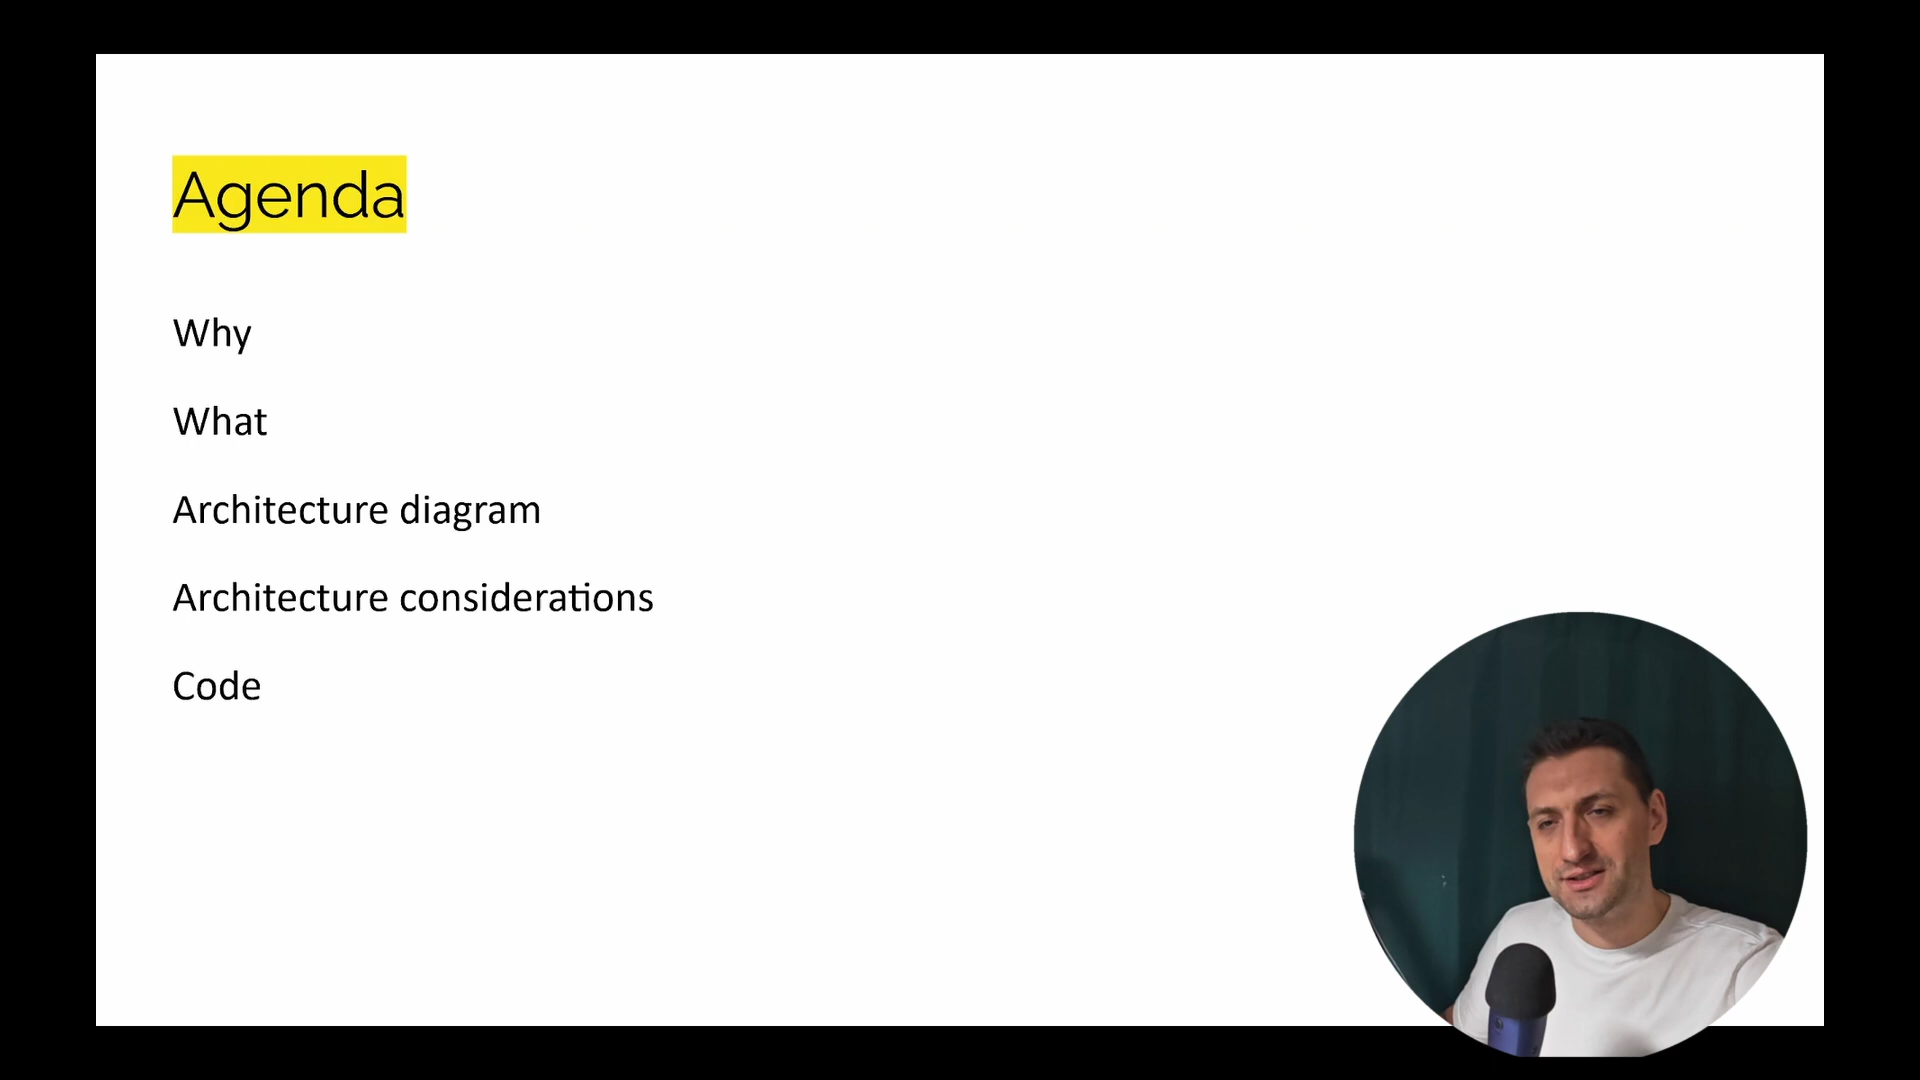 Agenda
Why
What
Architecture diagram
Architecture considerations
Code